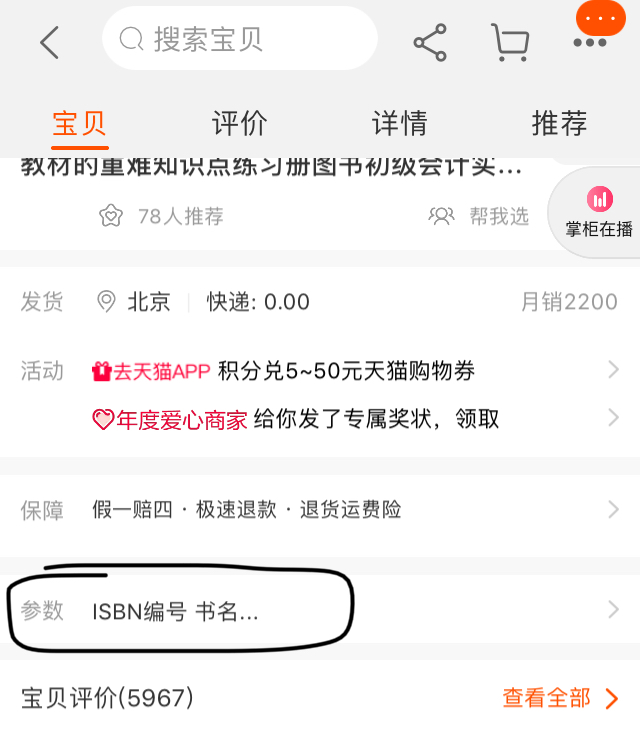 搜索宝贝
宝贝 评价 详情 推荐
教材的重难知识点练习册图书初级会计实...
78人推荐 帮我选
掌柜在播
发货 北京 快递: 0.00 月销2200
活动 去天猫APP 积分兑5~50元天猫购物券
年度爱心商家 给你发了专属奖状，领取
保障 假一赔四 · 极速退款 · 退货运费险
参数 ISBN编号 书名...
宝贝评价(5967) 查看全部